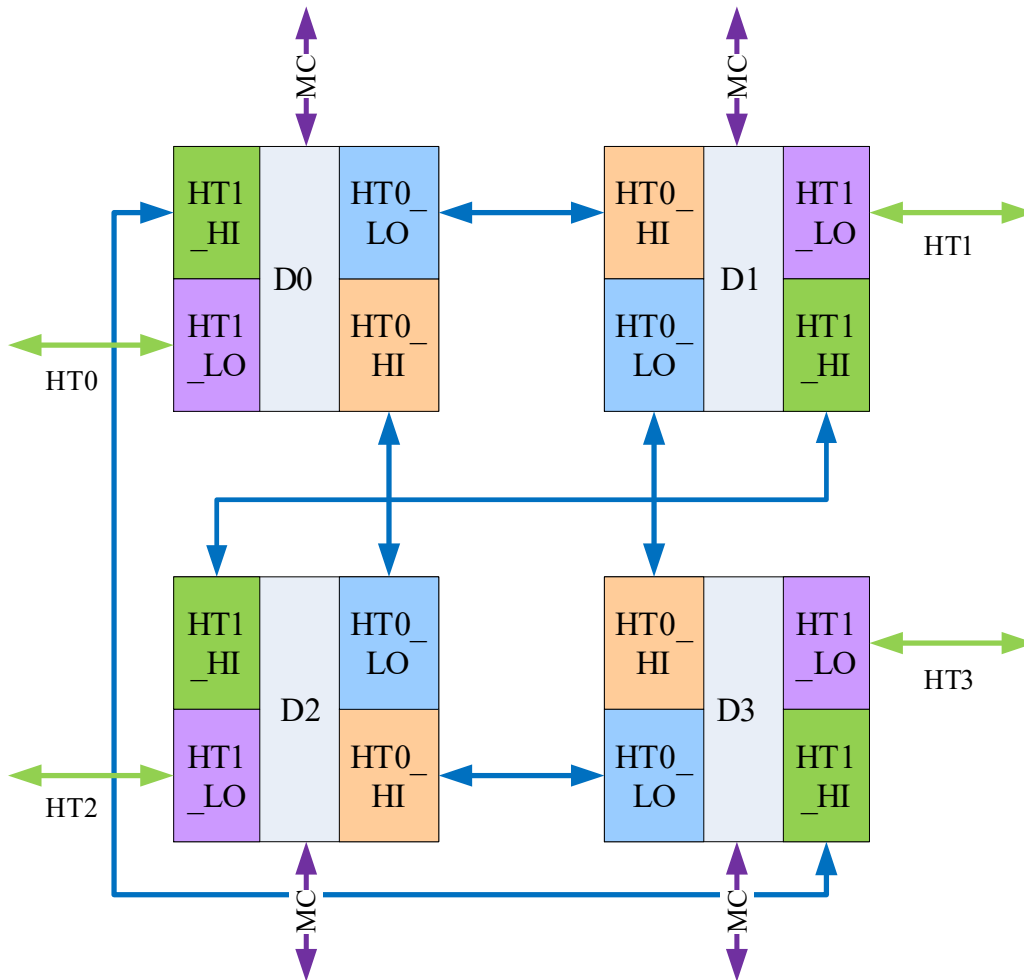 MC
MC
HT1
_HI
HT0_
LO
HT0_
HI
HT1
_LO
D0
D1
HT1
HT1
_LO
HT0_
HI
HT0_
LO
HT1
_HI
HT0
HT1
_HI
HT0_
LO
HT0_
HI
HT1
_LO
D2
D3
HT3
HT1
_LO
HT0_
HI
HT0_
LO
HT1
_HI
HT2
MC
MC